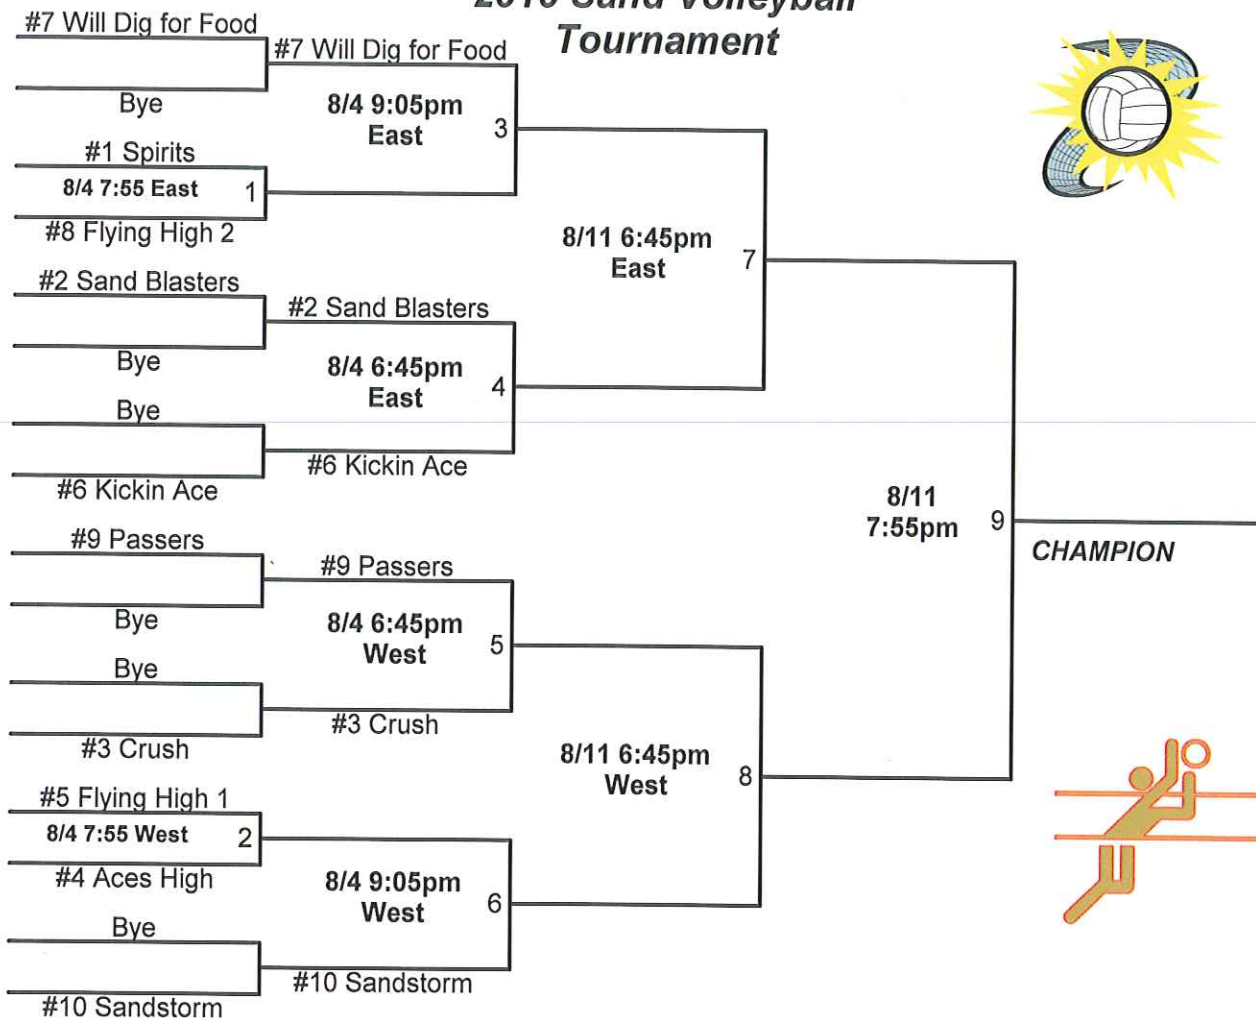 2010 Sand Volleyball
Tournament
#7 Will Dig for Food
#7 Will Dig for Food
Bye
8/4 9:05pm
East
3
#1 Spirits
8/4 7:55 East
1
#8 Flying High 2
8/11 6:45pm
East
7
#2 Sand Blasters
#2 Sand Blasters
Bye
8/4 6:45pm
East
4
Bye
#6 Kickin Ace
#6 Kickin Ace
8/11
7:55pm
9
CHAMPION
#9 Passers
#9 Passers
Bye
8/4 6:45pm
West
5
Bye
#3 Crush
#3 Crush
8/11 6:45pm
West
8
#5 Flying High 1
8/4 7:55 West
2
#4 Aces High
8/4 9:05pm
West
6
Bye
#10 Sandstorm
#10 Sandstorm